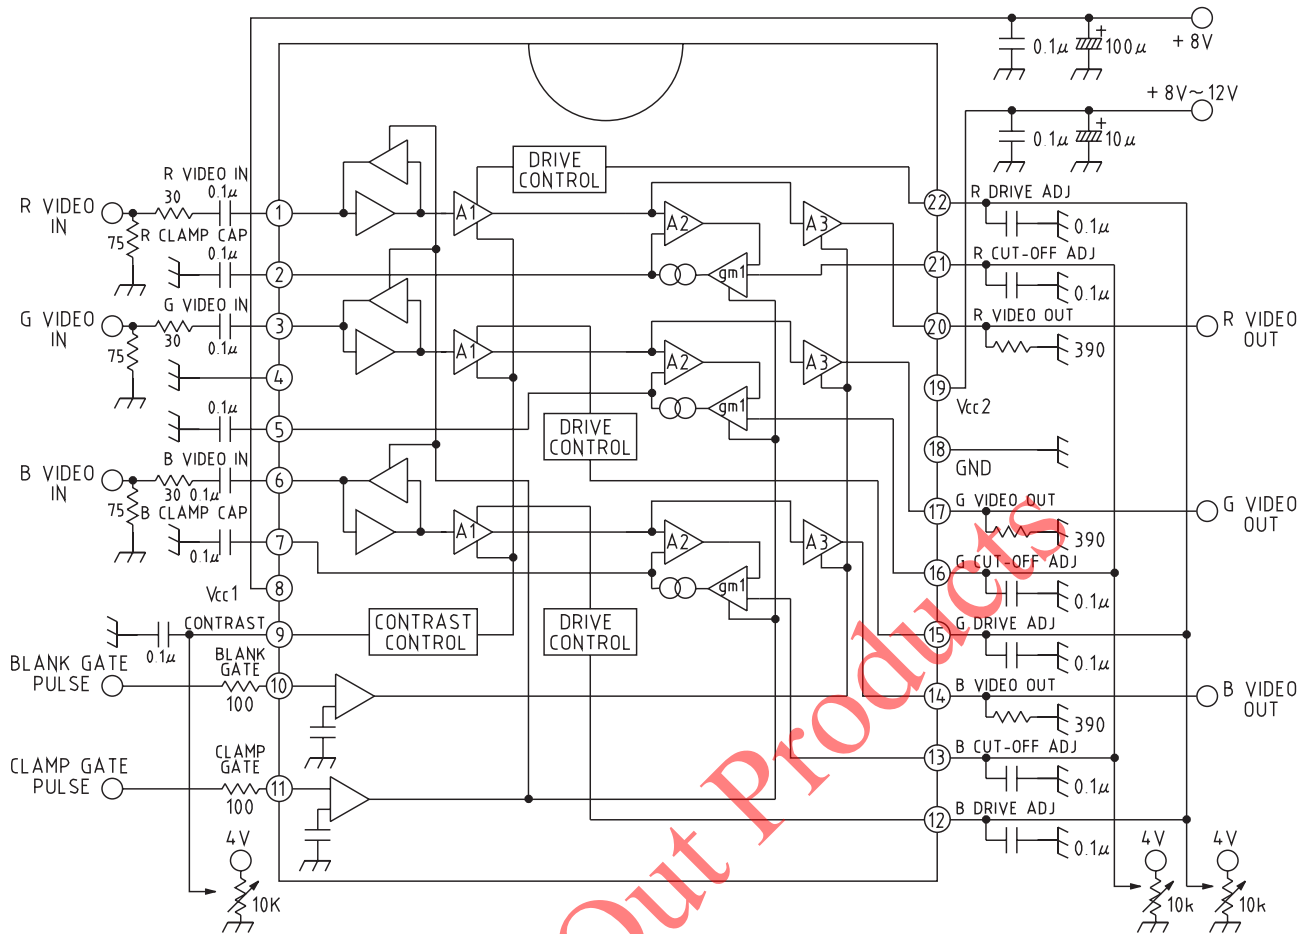 +8V
0.1μ
+
100μ
+8V~12V
0.1μ
+
10μ
R VIDEO IN
0.1μ
30
R VIDEO
IN
1
75
R CLAMP CAP
0.1μ
2
G VIDEO IN
G VIDEO
IN
3
30
0.1μ
75
4
0.1μ
5
B VIDEO IN
B VIDEO
IN
6
30
0.1μ
75
B CLAMP CAP
7
0.1μ
Vcc1
8
CONTRAST
9
0.1μ
BLANK GATE
PULSE
BLANK
GATE
100
10
CLAMP GATE
PULSE
CLAMP
GATE
100
11
4V
10K
DRIVE
CONTROL
A1
A2
A3
gm1
A1
A2
A3
gm1
DRIVE
CONTROL
A1
A2
A3
gm1
CONTRAST
CONTROL
DRIVE
CONTROL
22
R DRIVE ADJ
0.1μ
21
R CUT-OFF ADJ
0.1μ
20
R VIDEO OUT
390
R VIDEO
OUT
19
Vcc2
18
GND
17
G VIDEO OUT
390
G VIDEO
OUT
16
G CUT-OFF ADJ
0.1μ
15
G DRIVE ADJ
0.1μ
14
B VIDEO OUT
390
B VIDEO
OUT
13
B CUT-OFF ADJ
0.1μ
12
B DRIVE ADJ
0.1μ
4V
10k
4V
10k
Out Products